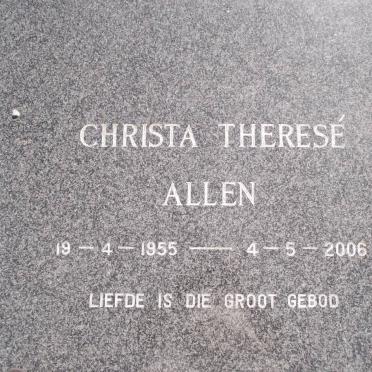 CHRISTA THERESÉ
ALLEN
19 – 4 – 1955 — 4 – 5 – 2006
LIEFDE IS DIE GROOT GEBOD